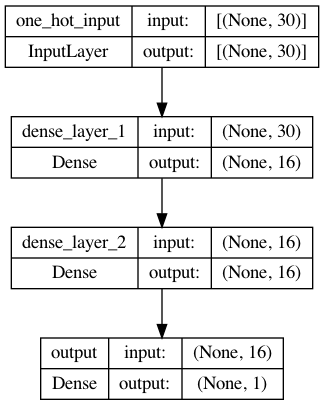 one_hot_input input: [(None, 30)]
InputLayer output: [(None, 30)]
dense_layer_1 input: (None, 30)
Dense output: (None, 16)
dense_layer_2 input: (None, 16)
Dense output: (None, 16)
output input: (None, 16)
Dense output: (None, 1)